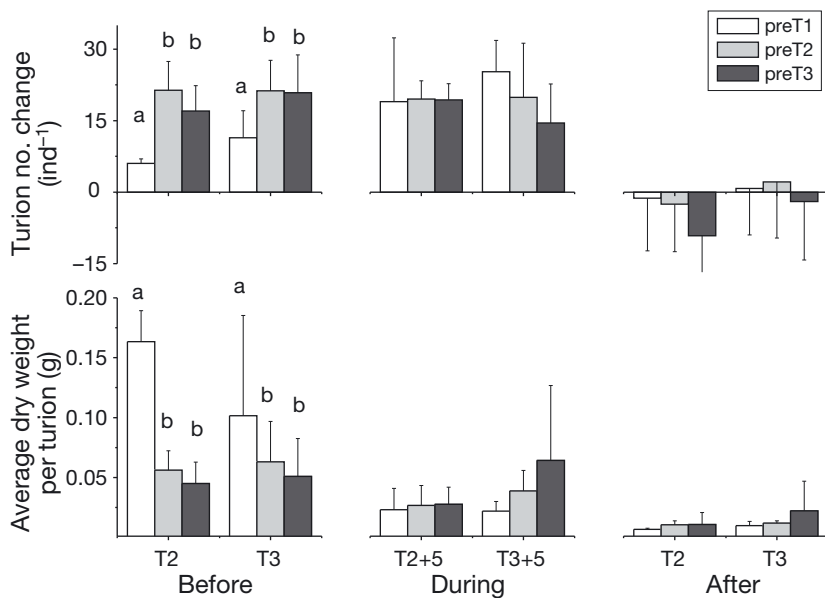 preT1
preT2
preT3
Turion no. change
(ind⁻¹)
30
15
0
−15
a
b
b
a
b
b
Average dry weight
per turion (g)
0.20
0.15
0.10
0.05
a
b
b
a
b
b
T2
T3
T2+5
T3+5
T2
T3
Before
During
After